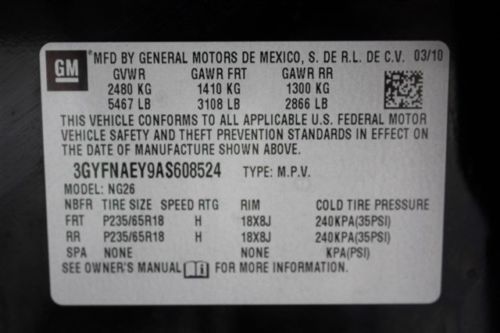 GM MFD BY GENERAL MOTORS DE MEXICO, S. DE R.L. DE C.V. 03/10
GVWR GAWR FRT GAWR RR
2480 KG 1410 KG 1300 KG
5467 LB 3108 LB 2866 LB
THIS VEHICLE CONFORMS TO ALL APPLICABLE U.S. FEDERAL MOTOR
VEHICLE SAFETY AND THEFT PREVENTION STANDARDS IN EFFECT ON
THE DATE OF MANUFACTURE SHOWN ABOVE.
3GYFNAEY9AS608524 TYPE: M.P.V.
MODEL: NG26
NBFR TIRE SIZE SPEED RTG RIM COLD TIRE PRESSURE
FRT P235/65R18 H 18X8J 240KPA(35PSI)
RR P235/65R18 H 18X8J 240KPA(35PSI)
SPA NONE NONE KPA(PSI)
SEE OWNER'S MANUAL FOR MORE INFORMATION.